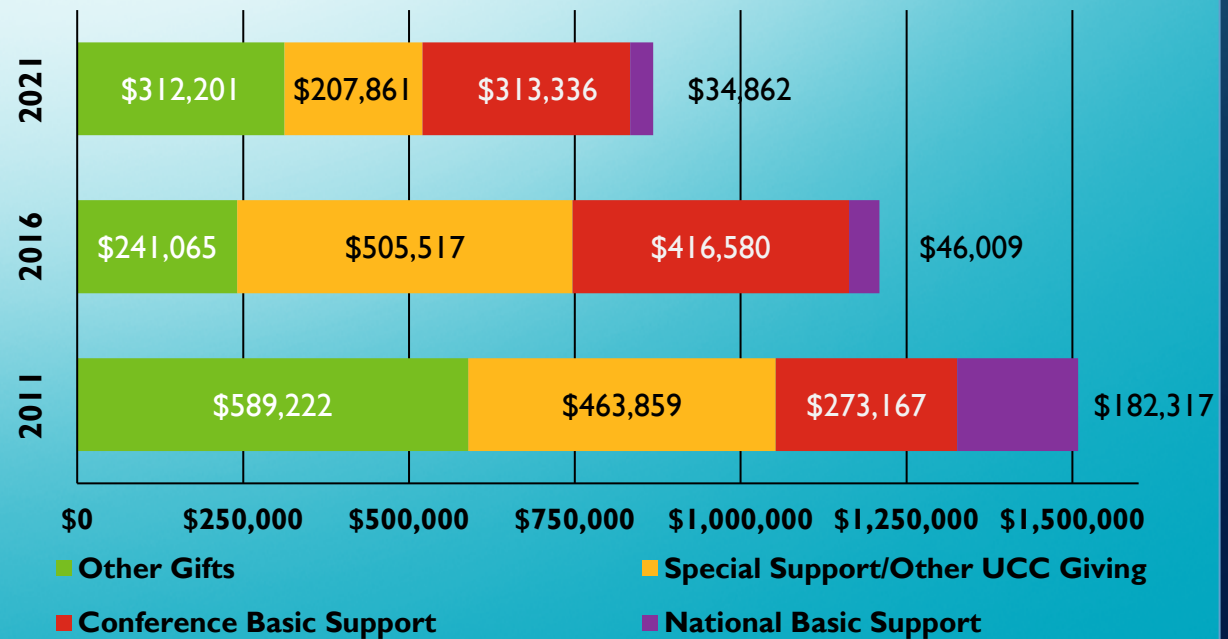 2021
$312,201 $207,861 $313,336 $34,862
2016
$241,065 $505,517 $416,580 $46,009
2011
$589,222 $463,859 $273,167 $182,317
$0 $250,000 $500,000 $750,000 $1,000,000 $1,250,000 $1,500,000
Other Gifts Special Support/Other UCC Giving
Conference Basic Support National Basic Support